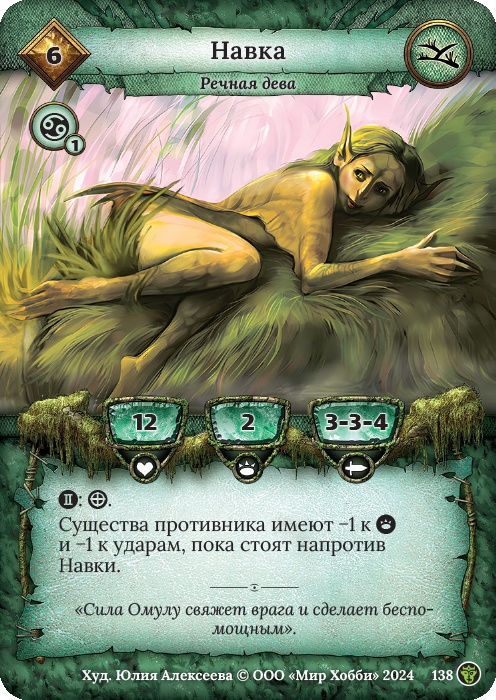 6
Навка
Речная дева
1
12
2
3-3-4
II: .
Существа противника имеют −1 к
и −1 к ударам, пока стоят напротив
Навки.
«Сила Омулу свяжет врага и сделает беспо-
мощным».
Худ. Юлия Алексеева © ООО «Мир Хобби» 2024 138